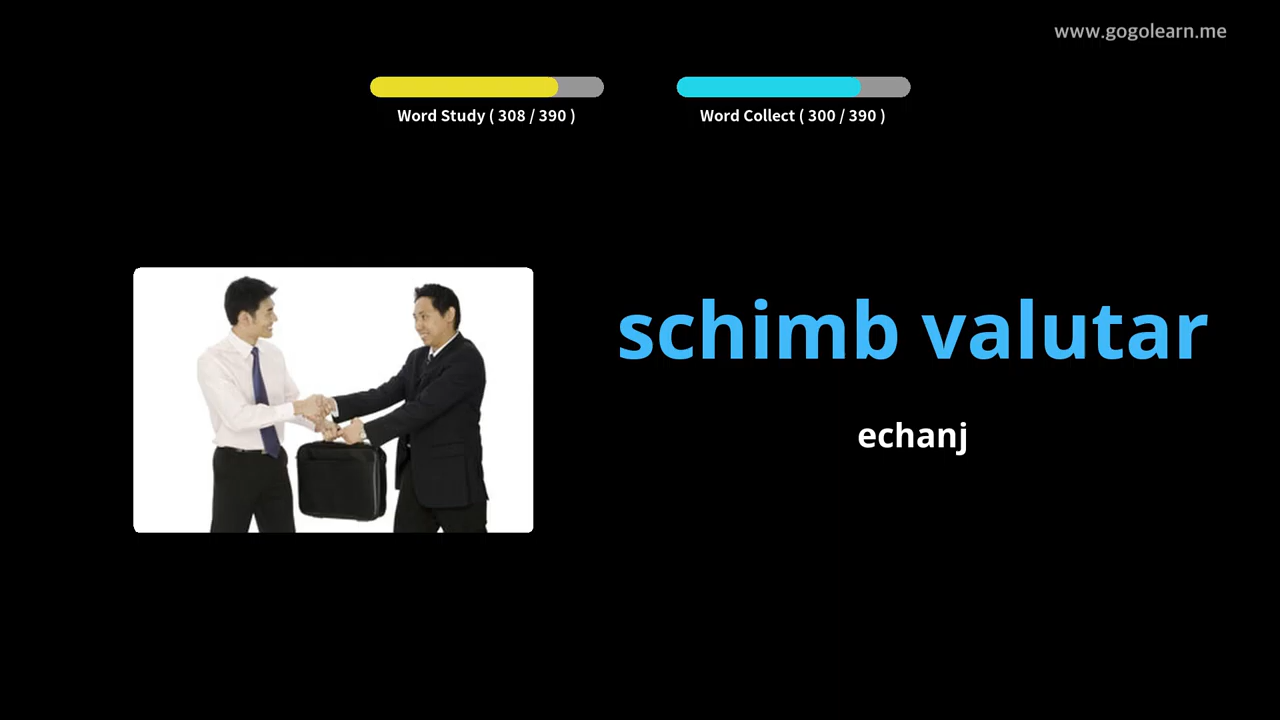 www.gogolearn.me
Word Study ( 308 / 390 )
Word Collect ( 300 / 390 )
schimb valutar
echanj